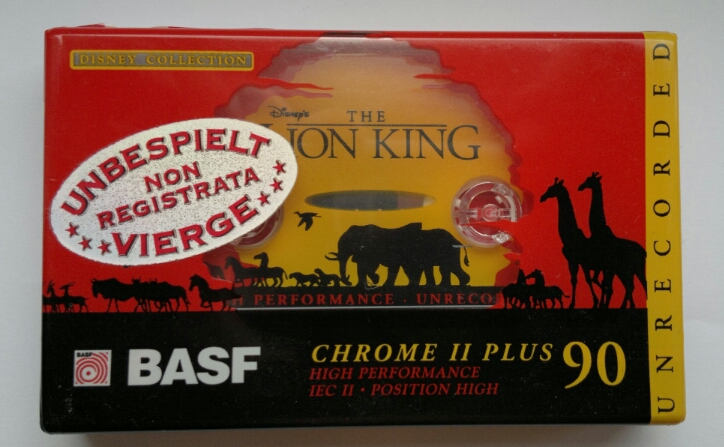 DISNEY COLLECTION
DISNEY'S
THE
LION KING
UNBESPIELT
NON
REGISTRATA
VIERGE
PERFORMANCE · UNRECO
UNRECORDED
BASF
BASF
CHROME II PLUS 90
HIGH PERFORMANCE
IEC II · POSITION HIGH